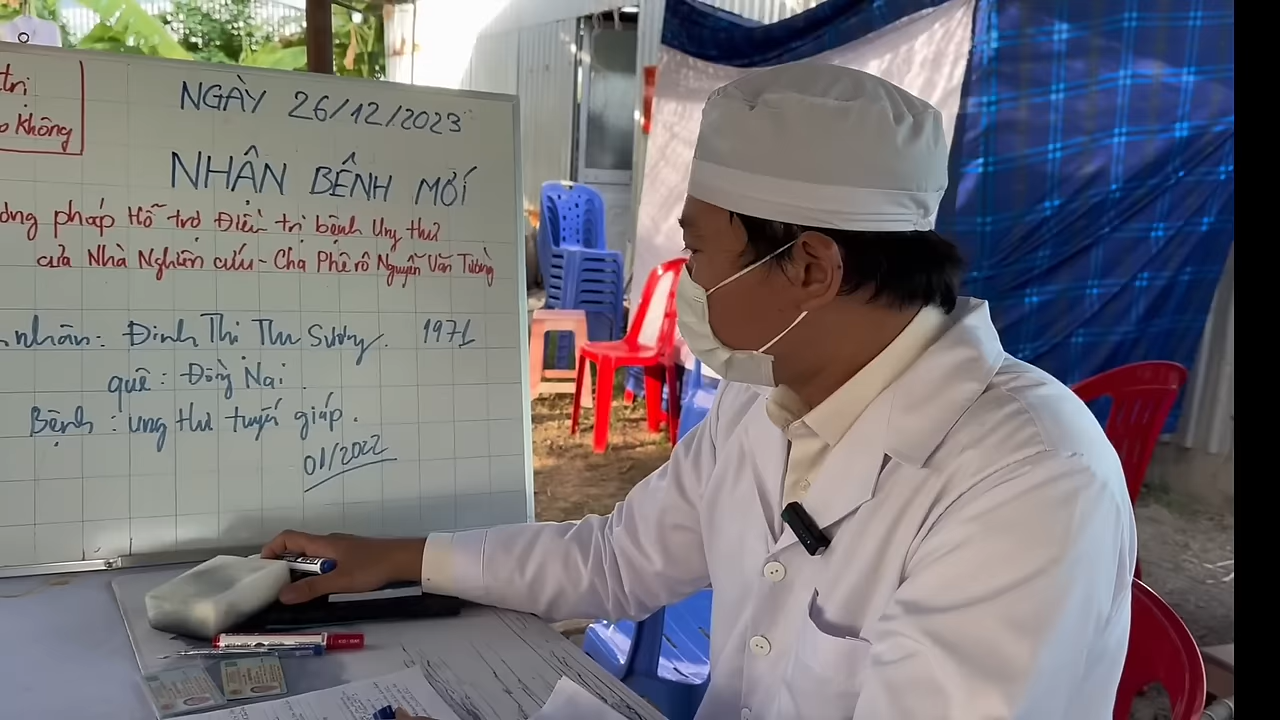 trị
Không
NGÀY 26/12/2023
NHẬN BỆNH MỚI
pháp Hỗ trợ Điều trị bệnh Ung thư
của Nhà Nghiên cứu - Cha Phêrô Nguyễn Văn Tường
nhân: Đinh Thị Thu Sương. 1971
quê: Đồng Nai.
Bệnh: ung thư tuyến giáp.
01/2022